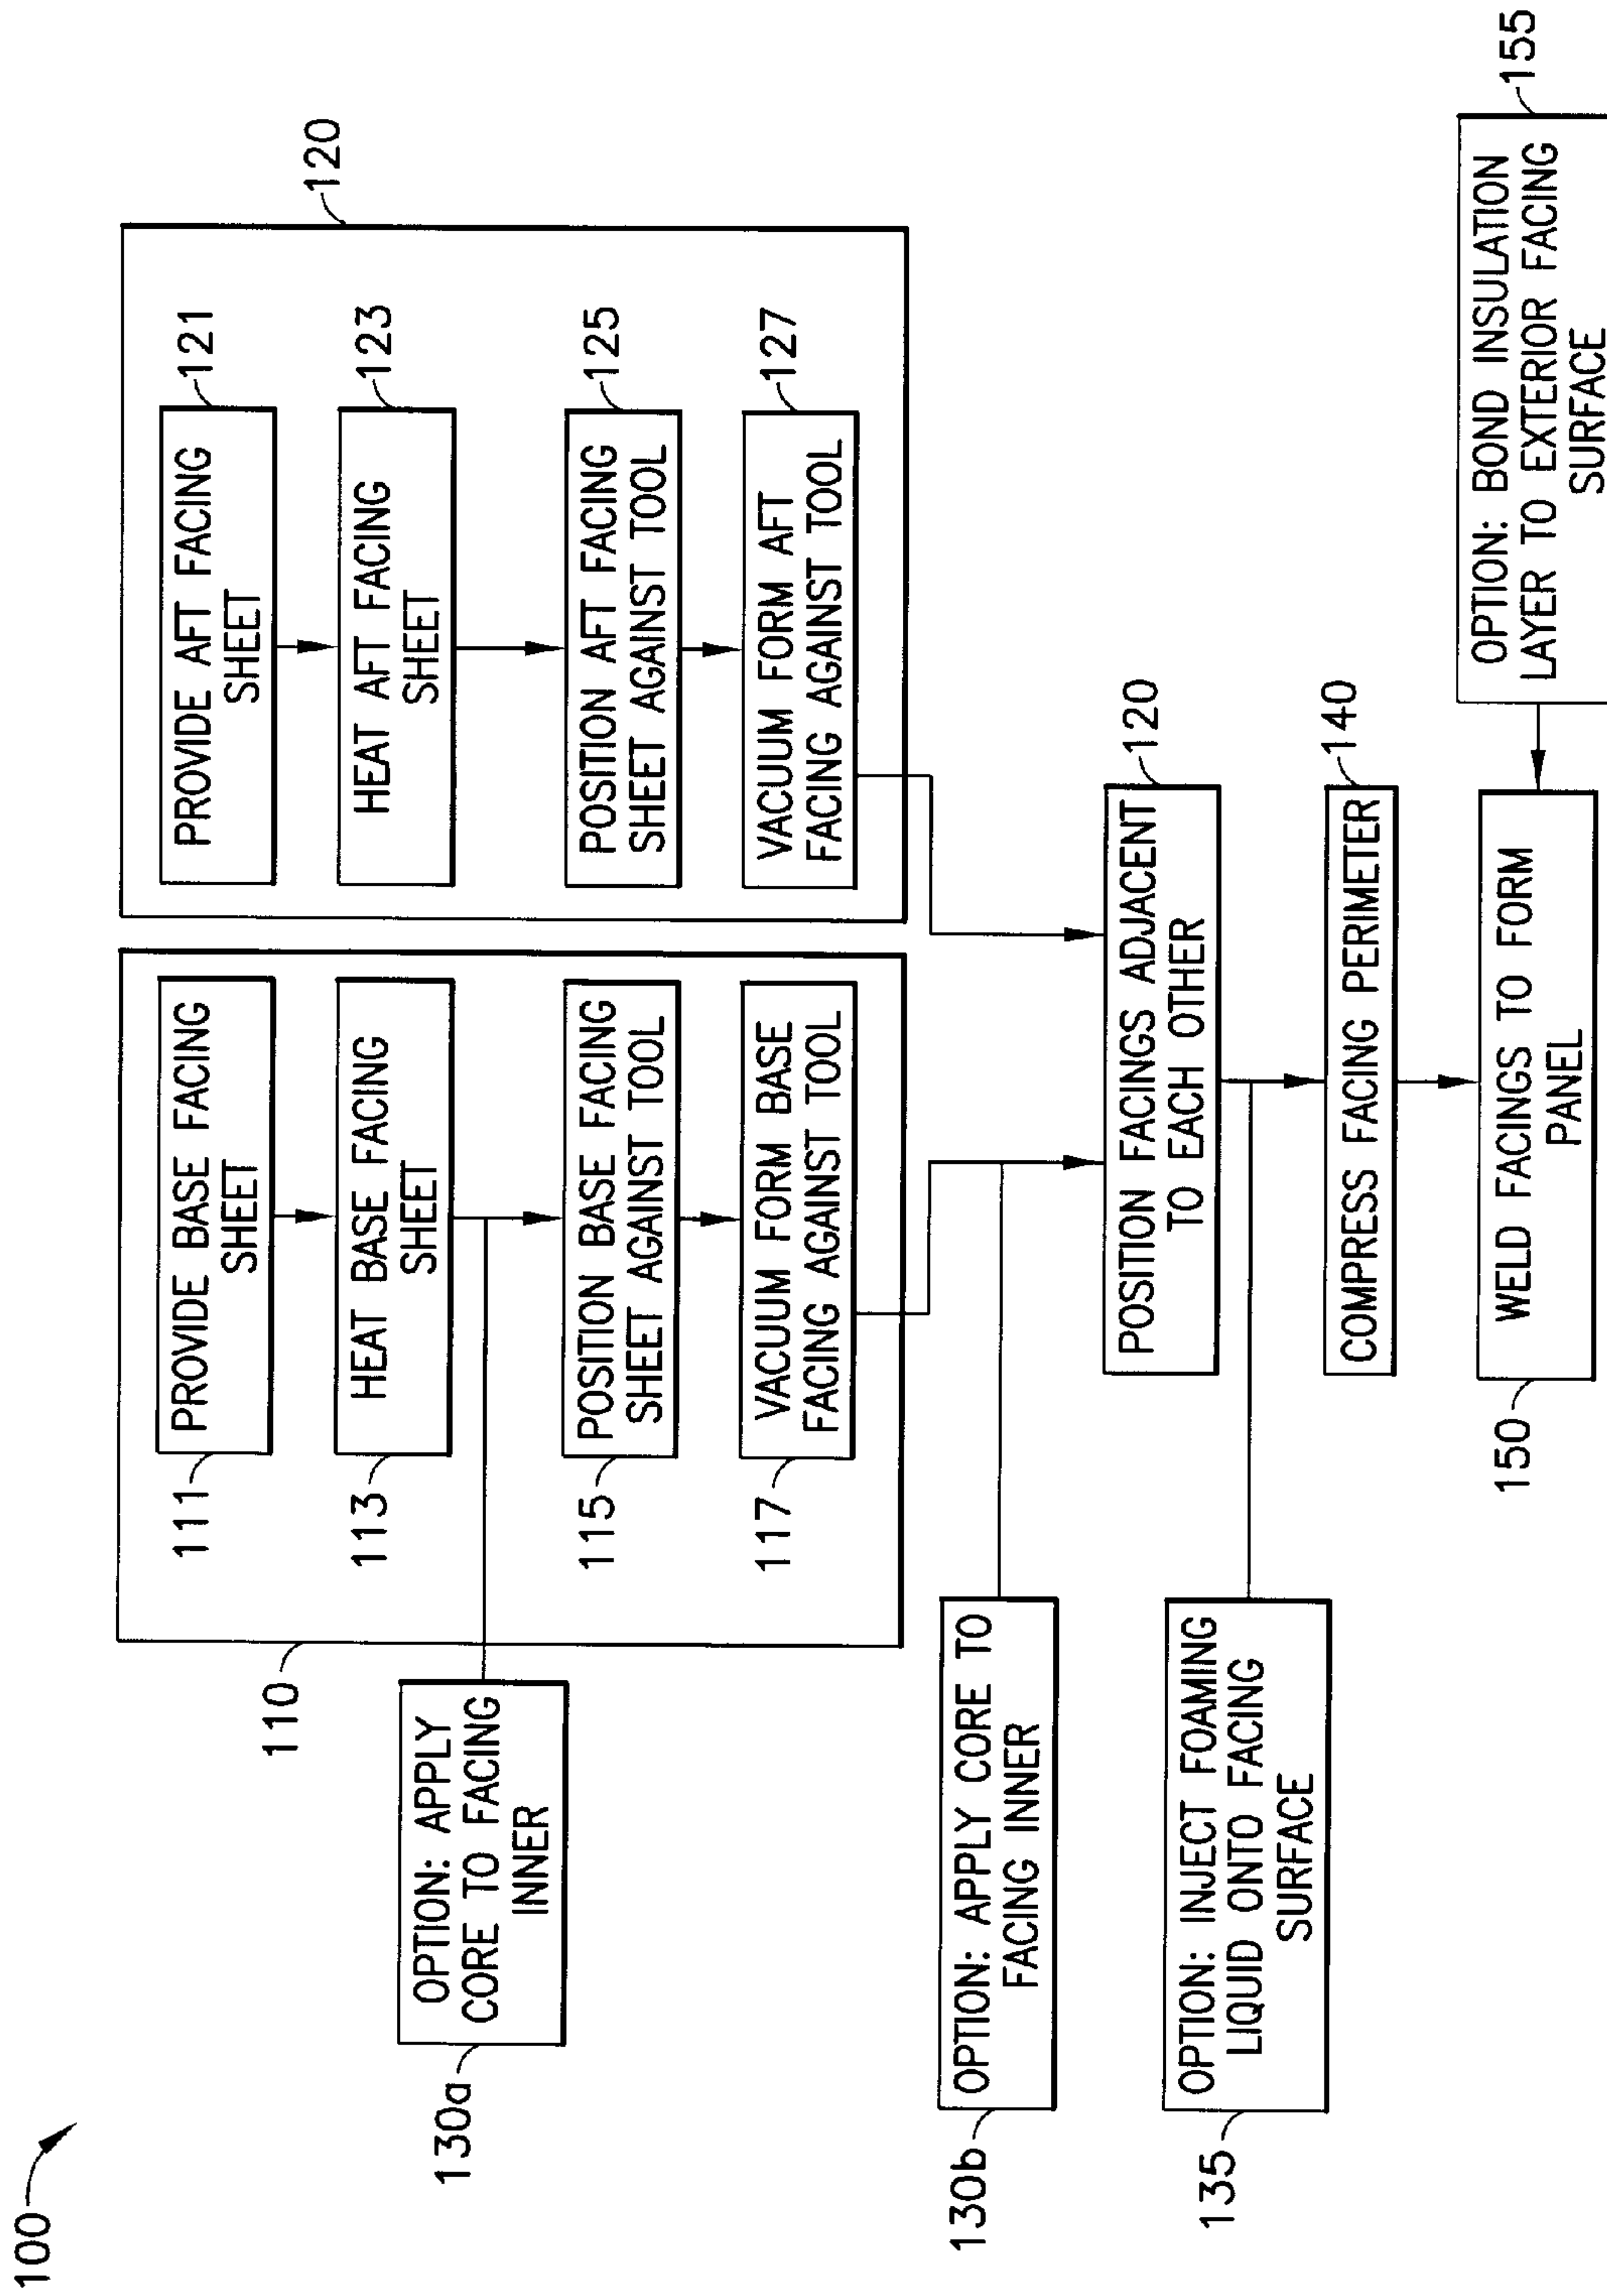 100
110
111
PROVIDE BASE FACING
SHEET
113
HEAT BASE FACING
SHEET
130a
OPTION: APPLY
CORE TO FACING
INNER
115
POSITION BASE FACING
SHEET AGAINST TOOL
117
VACUUM FORM BASE
FACING AGAINST TOOL
120
121
PROVIDE AFT FACING
SHEET
123
HEAT AFT FACING
SHEET
125
POSITION AFT FACING
SHEET AGAINST TOOL
127
VACUUM FORM AFT
FACING AGAINST TOOL
130b
OPTION: APPLY CORE TO
FACING INNER
120
POSITION FACINGS ADJACENT
TO EACH OTHER
135
OPTION: INJECT FOAMING
LIQUID ONTO FACING
SURFACE
140
COMPRESS FACING PERIMETER
150
WELD FACINGS TO FORM
PANEL
155
OPTION: BOND INSULATION
LAYER TO EXTERIOR FACING
SURFACE